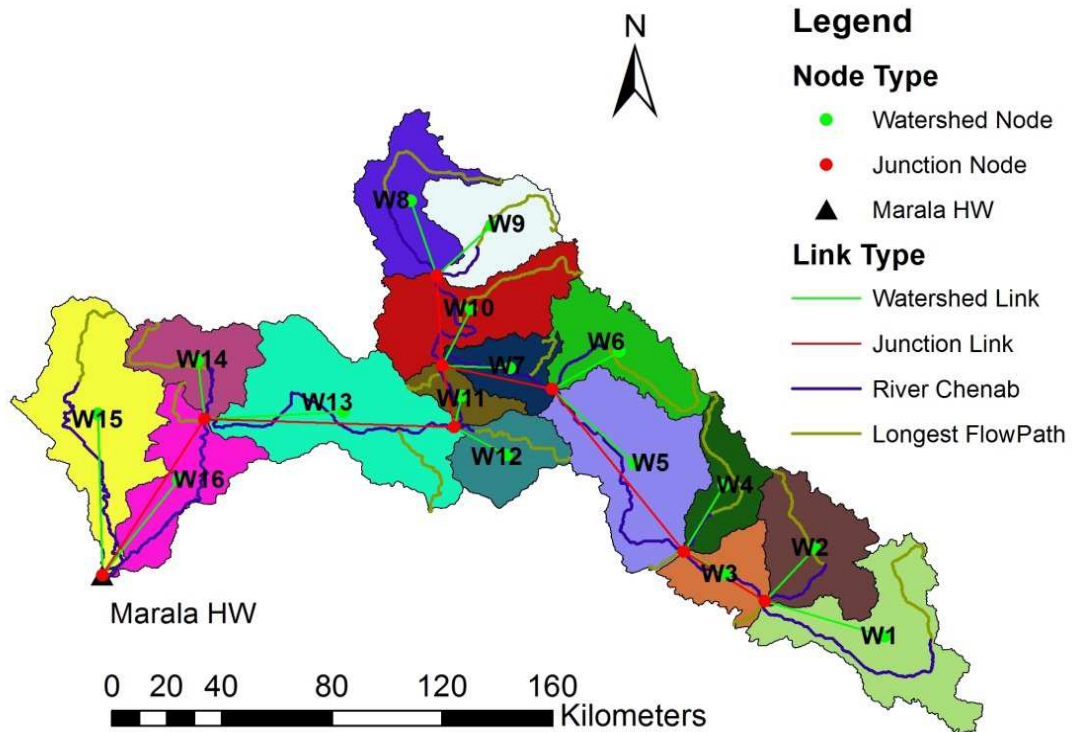 N
Legend
Node Type
Watershed Node
Junction Node
Marala HW
Link Type
Watershed Link
Junction Link
River Chenab
Longest FlowPath
W8
W9
W10
W6
W14
W7
W13
W11
W15
W12
W5
W16
W4
W2
W3
W1
Marala HW
0 20 40 80 120 160
Kilometers